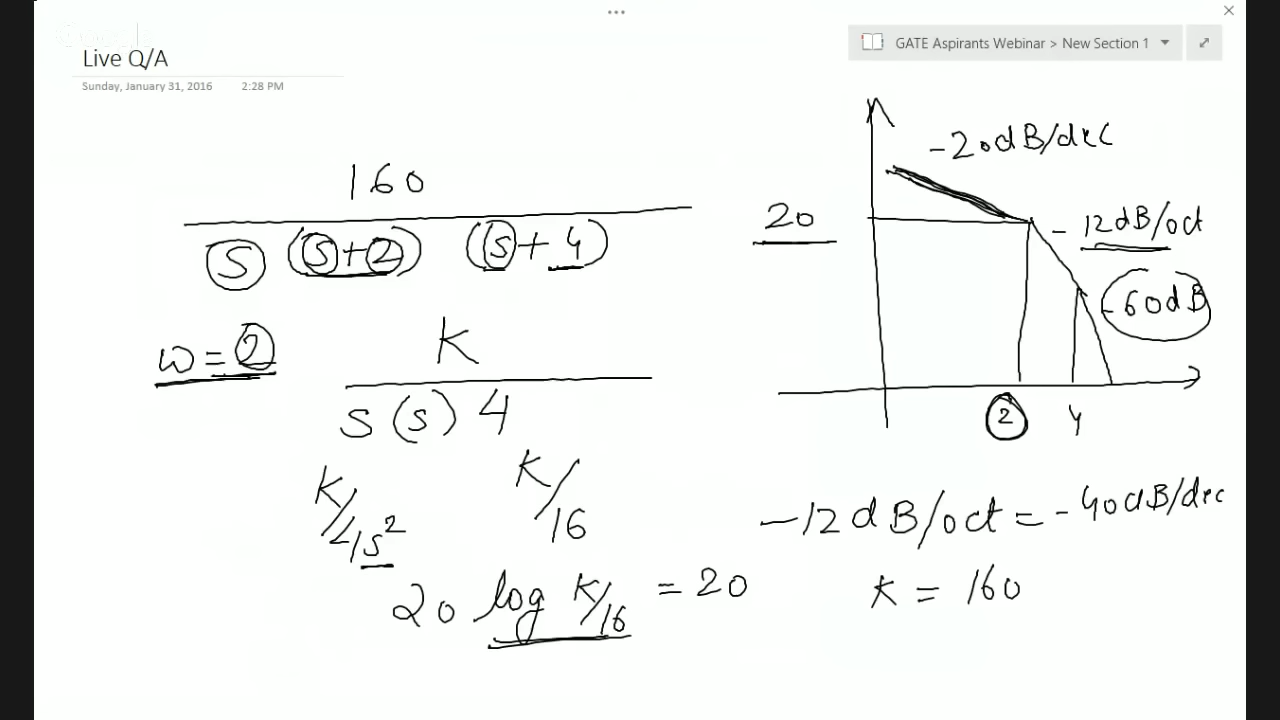 Live Q/A
Sunday, January 31, 2016 2:28 PM
GATE Aspirants Webinar > New Section 1
160
S (S+2) (S+4)
ω = 2
K
S (S) 4
K/4s²
K/16
20 log K/16 = 20
-20dB/dec
20
- 12dB/oct
-60dB
2
4
-12dB/oct = -40dB/dec
K = 160